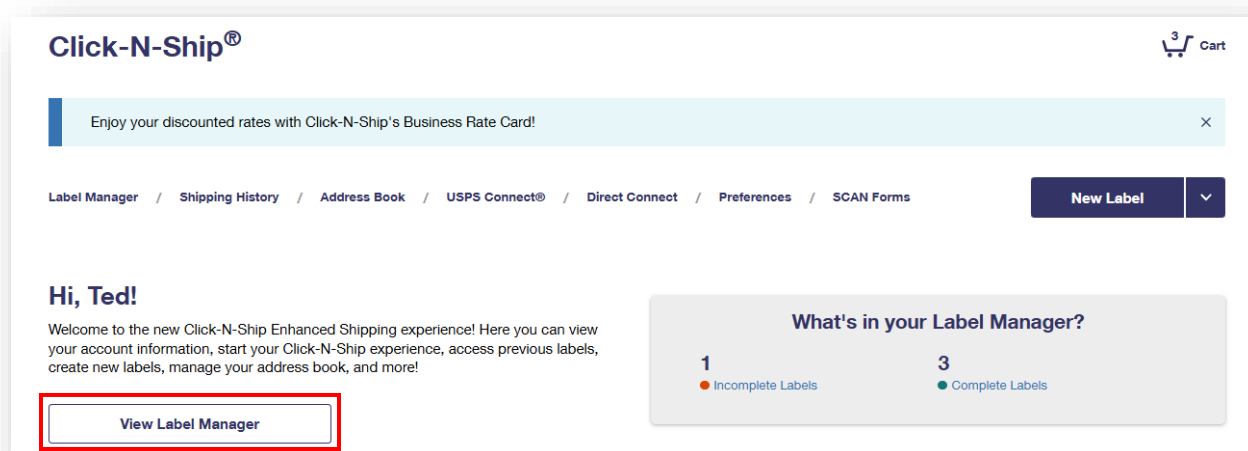 Click-N-Ship®
3
Cart
Enjoy your discounted rates with Click-N-Ship's Business Rate Card!
Label Manager / Shipping History / Address Book / USPS Connect® / Direct Connect / Preferences / SCAN Forms
New Label
Hi, Ted!
Welcome to the new Click-N-Ship Enhanced Shipping experience! Here you can view
your account information, start your Click-N-Ship experience, access previous labels,
create new labels, manage your address book, and more!
View Label Manager
What's in your Label Manager?
1
Incomplete Labels
3
Complete Labels